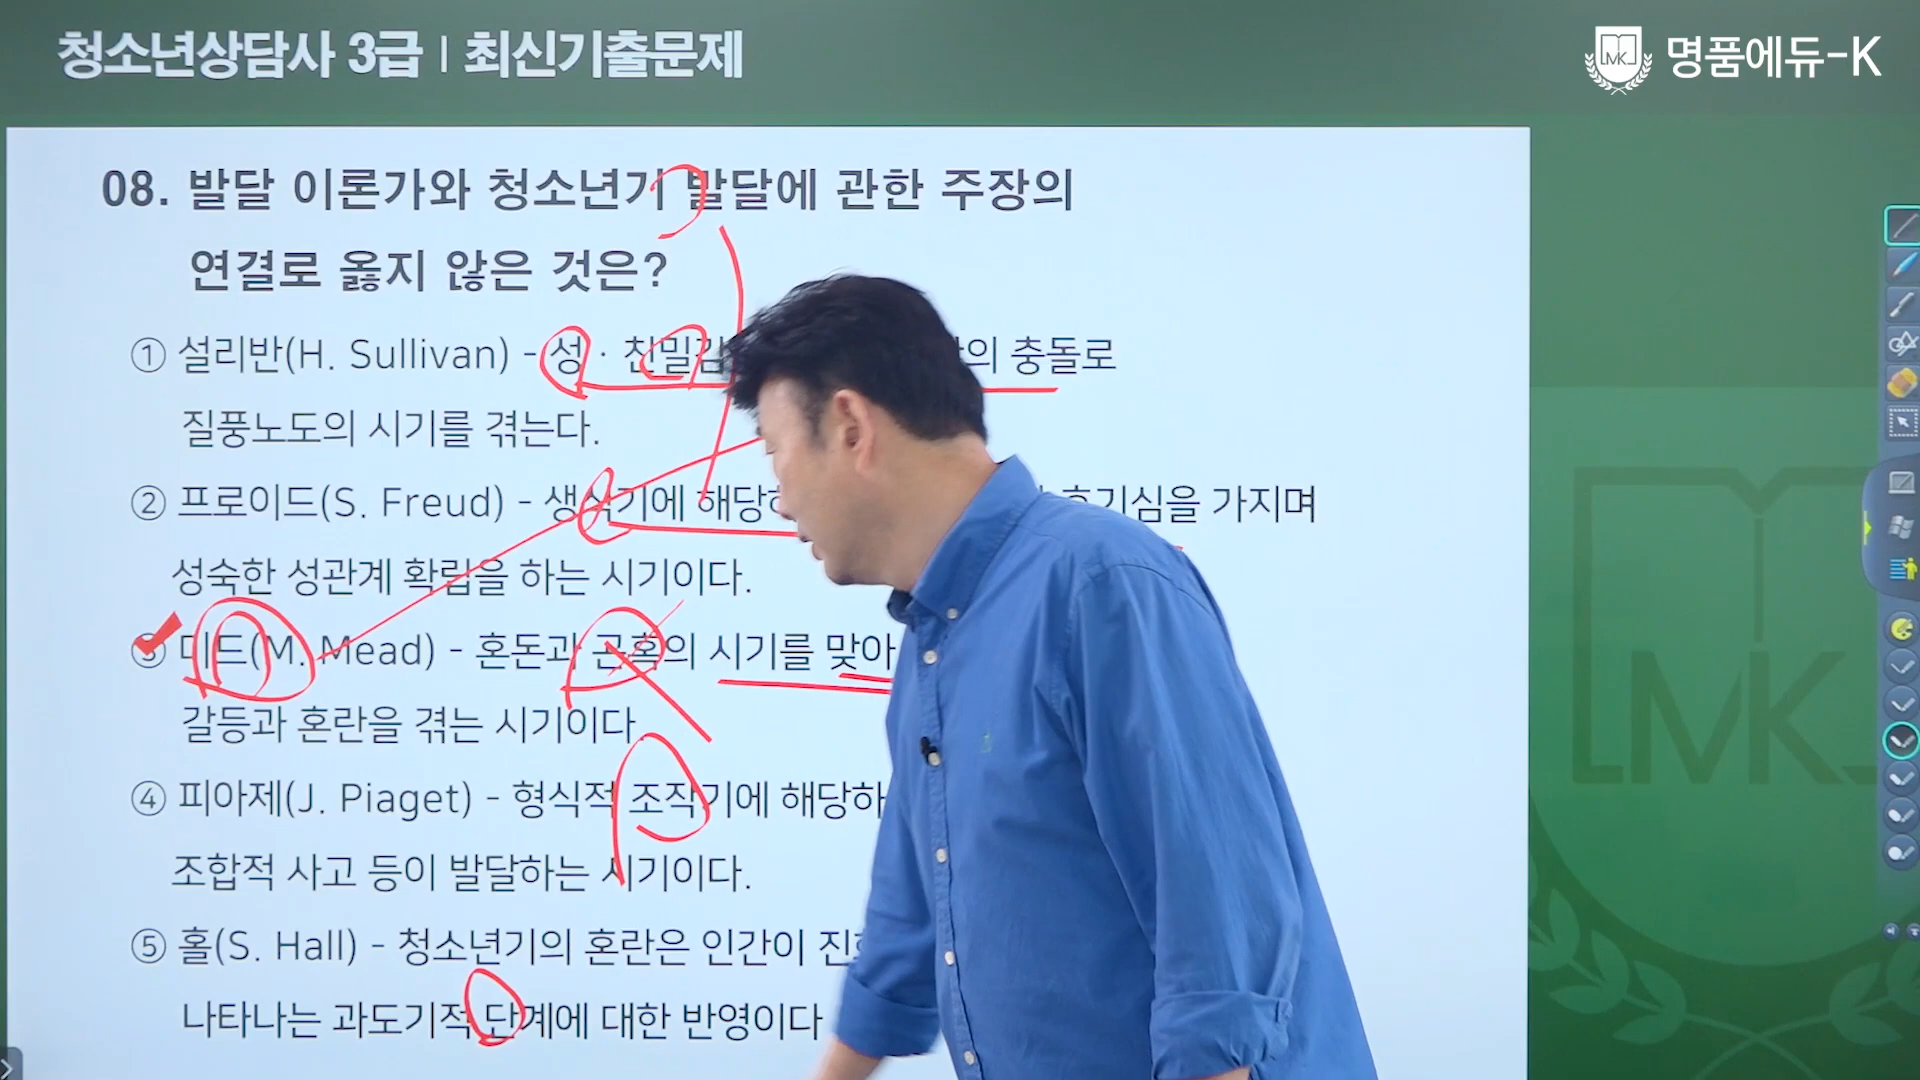 청소년상담사 3급 | 최신기출문제
명품에듀-K
MK
08. 발달 이론가와 청소년기 발달에 관한 주장의
연결로 옳지 않은 것은?
① 설리반(H. Sullivan) - 성·친밀감 의 충돌로
질풍노도의 시기를 겪는다.
② 프로이드(S. Freud) - 생식기에 해당하 호기심을 가지며
성숙한 성관계 확립을 하는 시기이다.
③ 미드(M. Mead) - 혼돈과 곤혹의 시기를 맞아
갈등과 혼란을 겪는 시기이다.
④ 피아제(J. Piaget) - 형식적 조작기에 해당하
조합적 사고 등이 발달하는 시기이다.
⑤ 홀(S. Hall) - 청소년기의 혼란은 인간이
나타나는 과도기적 단계에 대한 반영이다
MK